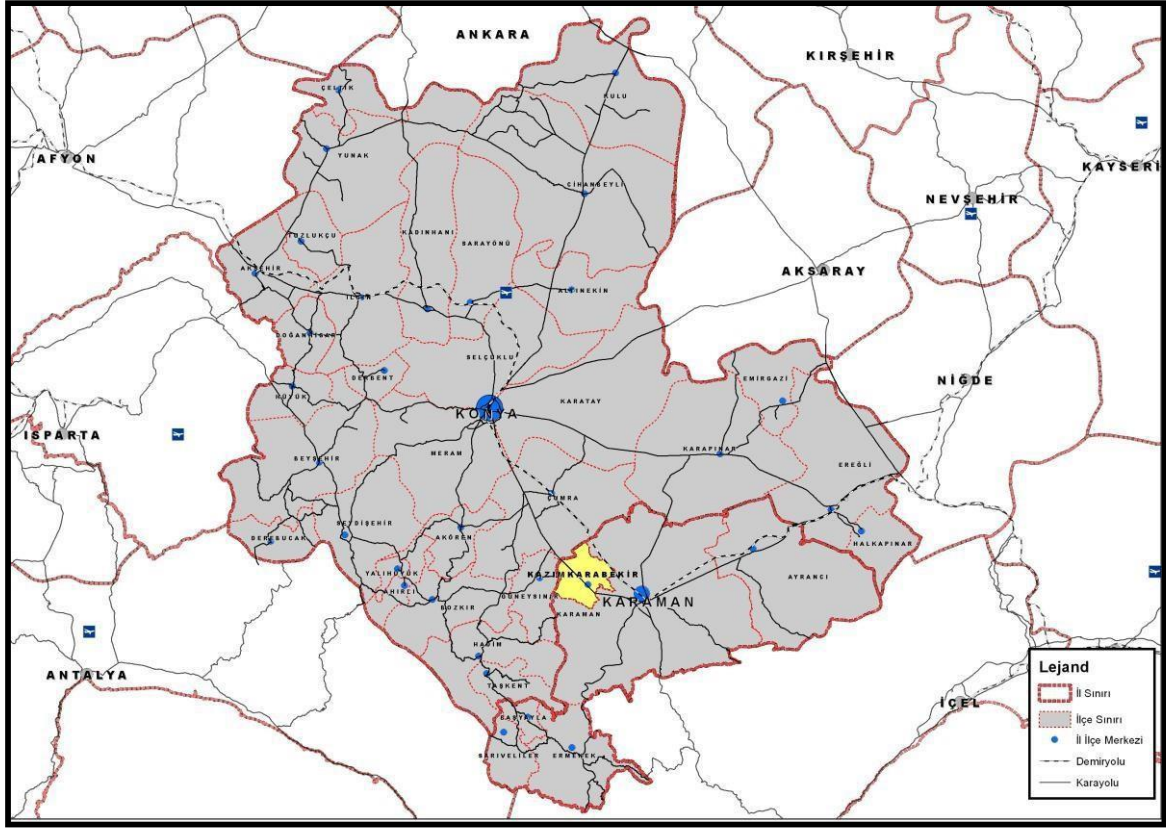 ANKARA
KIRŞEHİR
ÇELTİK
KULU
AFYON
YUNAK
KAYSERİ
CİHANBEYLİ
NEVŞEHİR
KADINHANI
TUZLUKÇU
SARAYÖNÜ
AKŞEHİR
AKSARAY
ILGIN
ALTINEKİN
DOĞANHİSAR
SELÇUKLU
DERBENT
EMİRGAZİ
NİĞDE
HÜYÜK
KARATAY
KONYA
ISPARTA
MERAM
KARAPINAR
BEYŞEHİR
EREĞLİ
ÇUMRA
SEYDİŞEHİR
AKÖREN
DEREBUCAK
HALKAPINAR
YALIHÜYÜK
KAZIMKARABEKİR
AHIRLI
AYRANCI
GÜNEYSINIR
BOZKIR
KARAMAN
KARAMAN
HADİM
ANTALYA
TAŞKENT
İÇEL
BAŞYAYLA
SARIVELİLER
ERMENEK
Lejand
İl Sınırı
İlçe Sınırı
İl İlçe Merkezi
Demiryolu
Karayolu